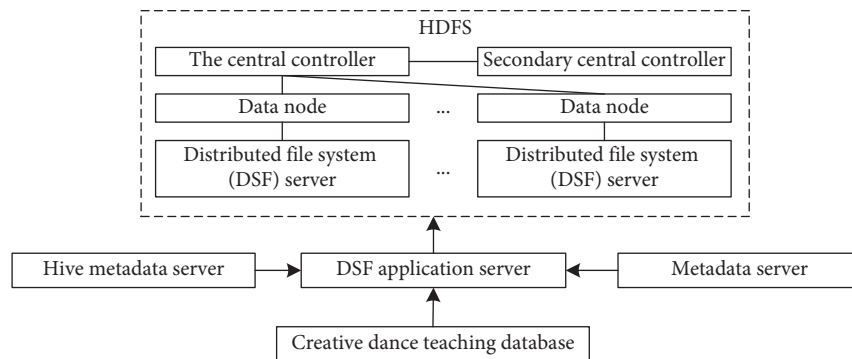 HDFS
The central controller
Secondary central controller
Data node
...
Data node
Distributed file system
(DSF) server
...
Distributed file system
(DSF) server
Hive metadata server
DSF application server
Metadata server
Creative dance teaching database